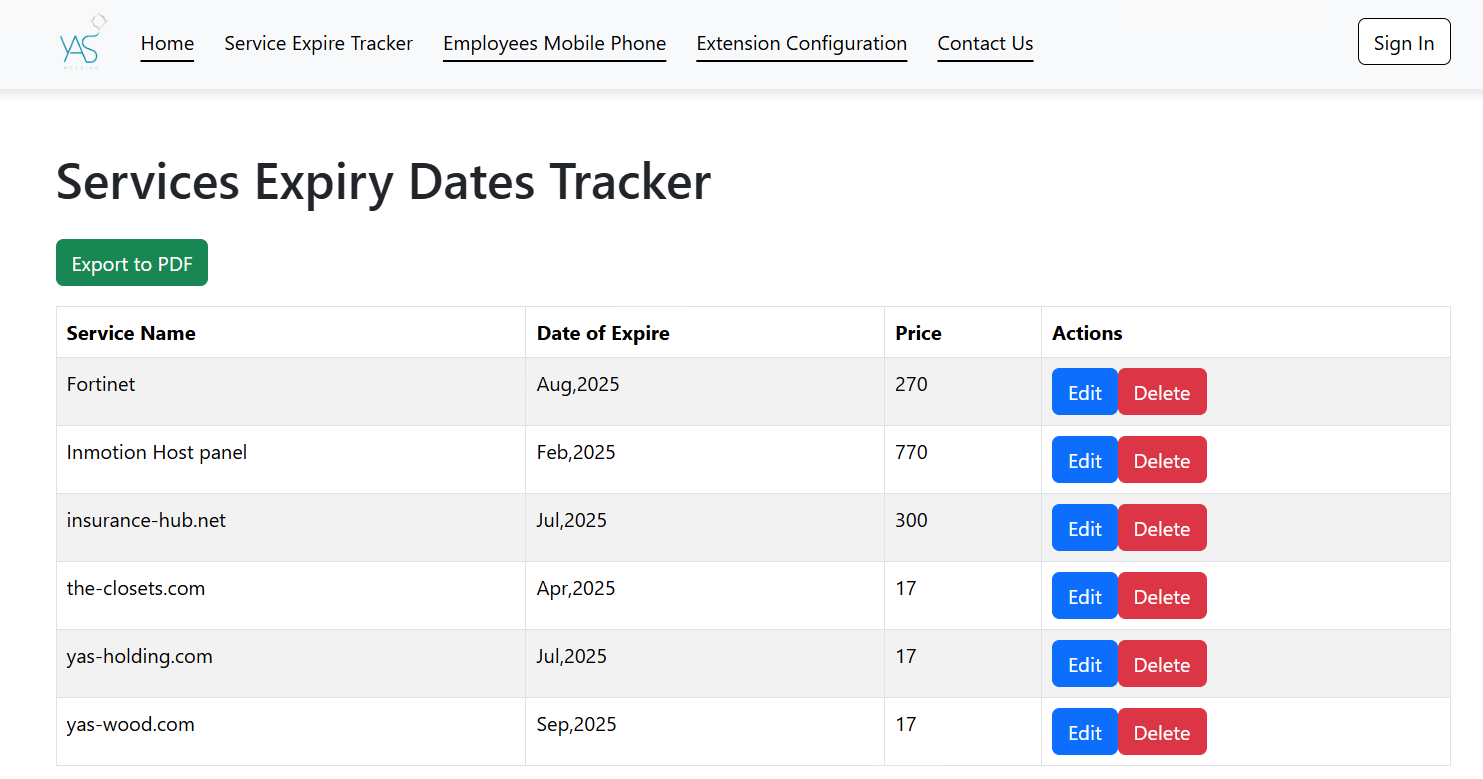 YAS
Home Service Expire Tracker Employees Mobile Phone Extension Configuration Contact Us Sign In
Services Expiry Dates Tracker
Export to PDF
Service Name Date of Expire Price Actions
Fortinet Aug,2025 270 Edit Delete
Inmotion Host panel Feb,2025 770 Edit Delete
insurance-hub.net Jul,2025 300 Edit Delete
the-closets.com Apr,2025 17 Edit Delete
yas-holding.com Jul,2025 17 Edit Delete
yas-wood.com Sep,2025 17 Edit Delete